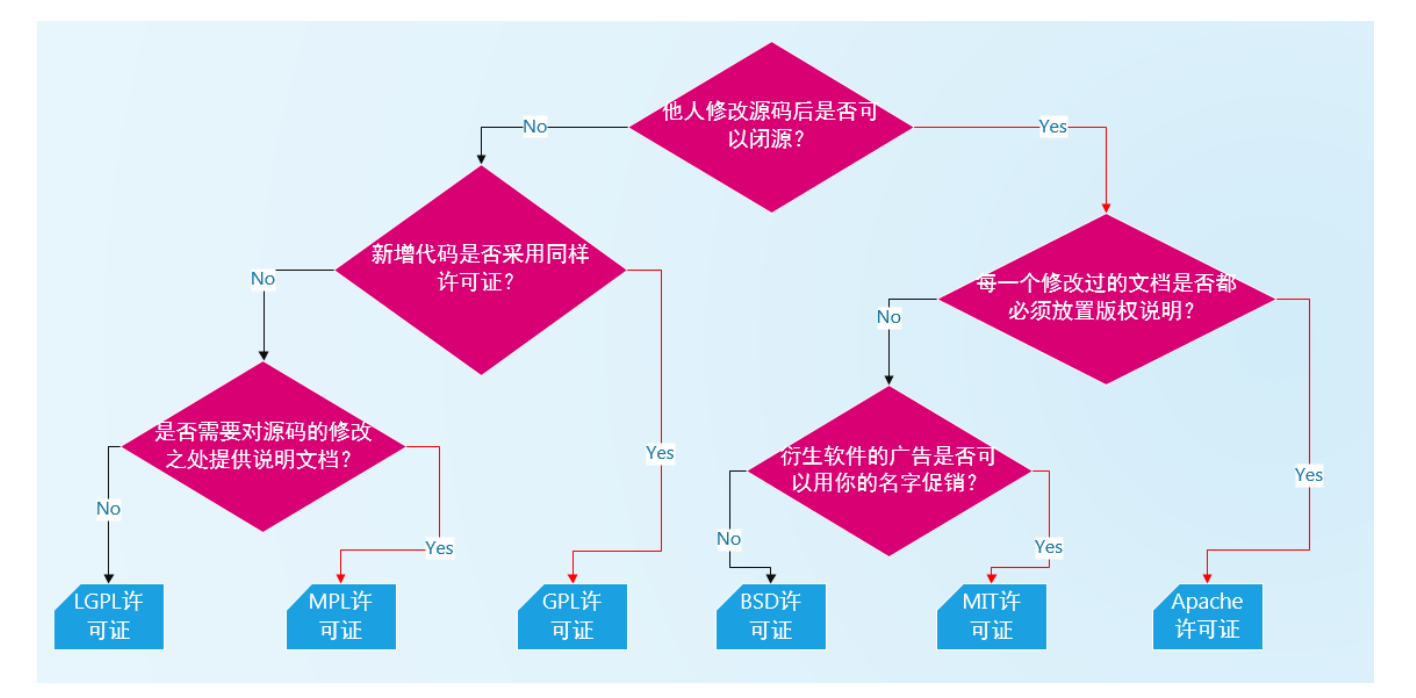 他人修改源码后是否可
以闭源？
No
Yes
新增代码是否采用同样
许可证？
No
Yes
每一个修改过的文档是否都
必须放置版权说明？
No
Yes
是否需要对源码的修改
之处提供说明文档？
No
Yes
衍生软件的广告是否可
以用你的名字促销？
No
Yes
LGPL许
可证
MPL许
可证
GPL许
可证
BSD许
可证
MIT许
可证
Apache
许可证